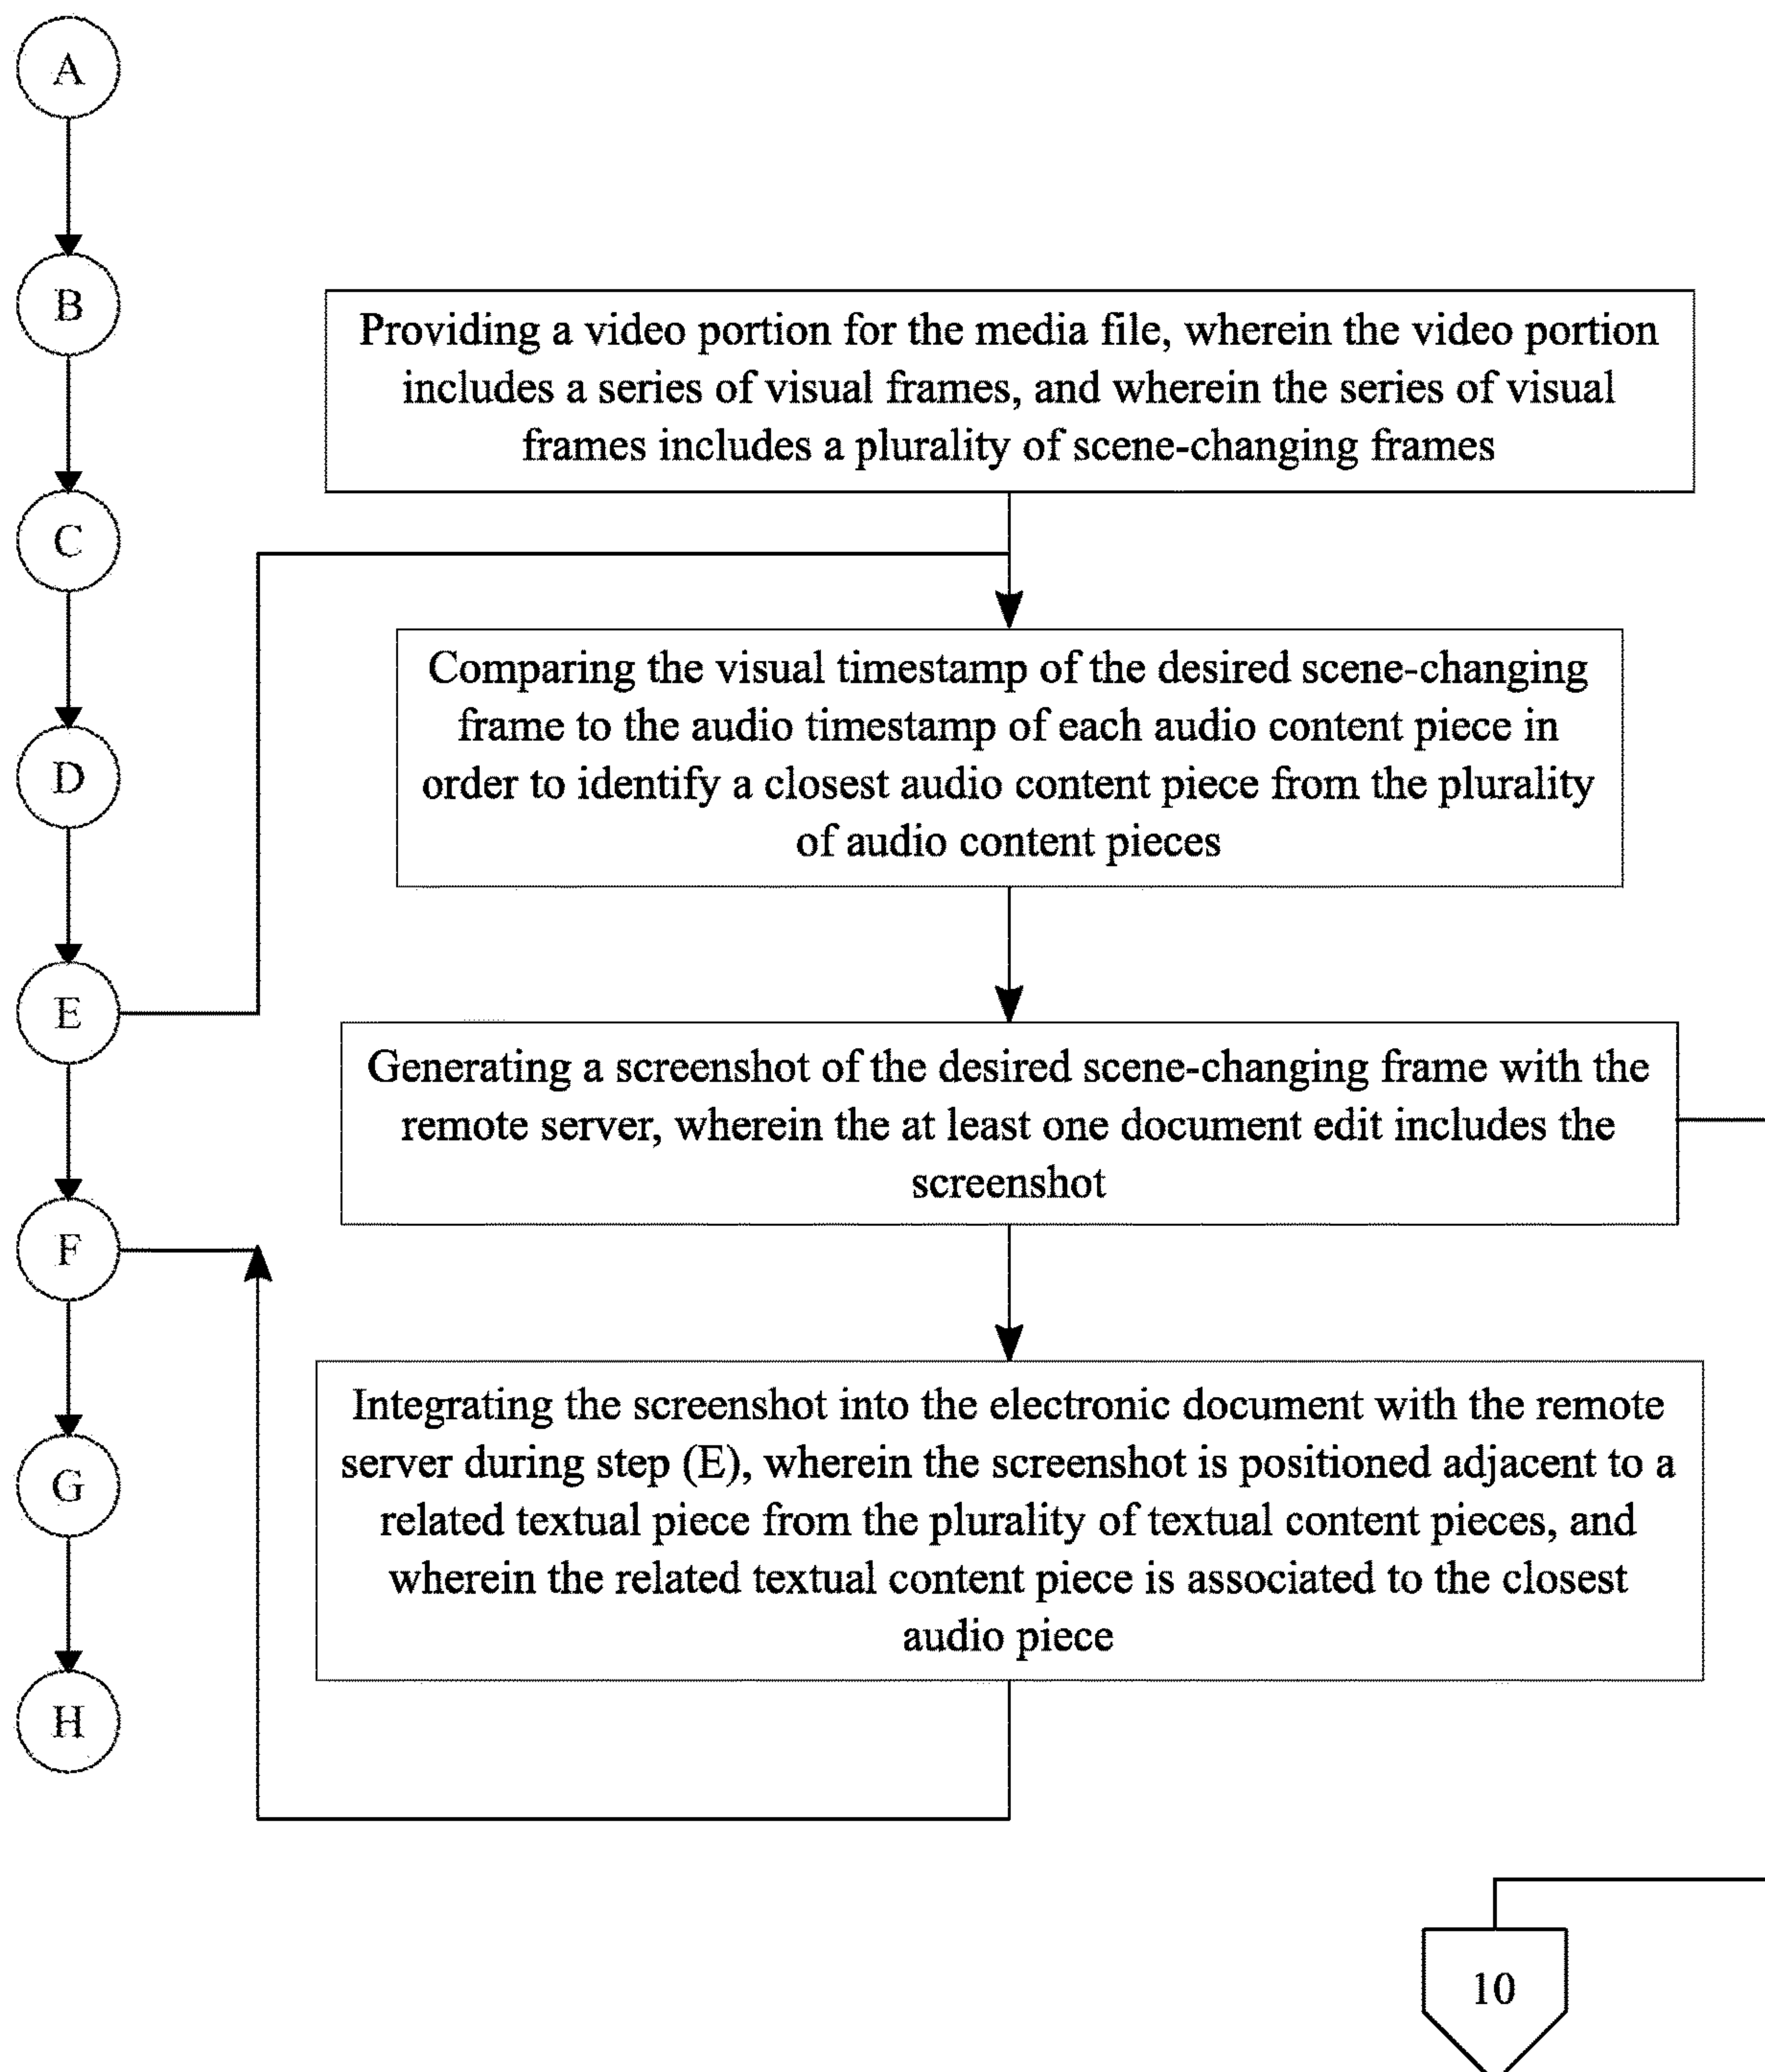 A
B
Providing a video portion for the media file, wherein the video portion
includes a series of visual frames, and wherein the series of visual
frames includes a plurality of scene-changing frames
C
Comparing the visual timestamp of the desired scene-changing
frame to the audio timestamp of each audio content piece in
order to identify a closest audio content piece from the plurality
of audio content pieces
D
E
Generating a screenshot of the desired scene-changing frame with the
remote server, wherein the at least one document edit includes the
screenshot
F
Integrating the screenshot into the electronic document with the remote
server during step (E), wherein the screenshot is positioned adjacent to a
related textual piece from the plurality of textual content pieces, and
wherein the related textual content piece is associated to the closest
audio piece
G
H
10